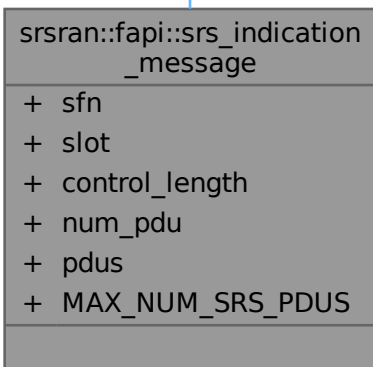 srsran::fapi::srs_indication
_message
+ sfn
+ slot
+ control_length
+ num_pdu
+ pdus
+ MAX_NUM_SRS_PDUS